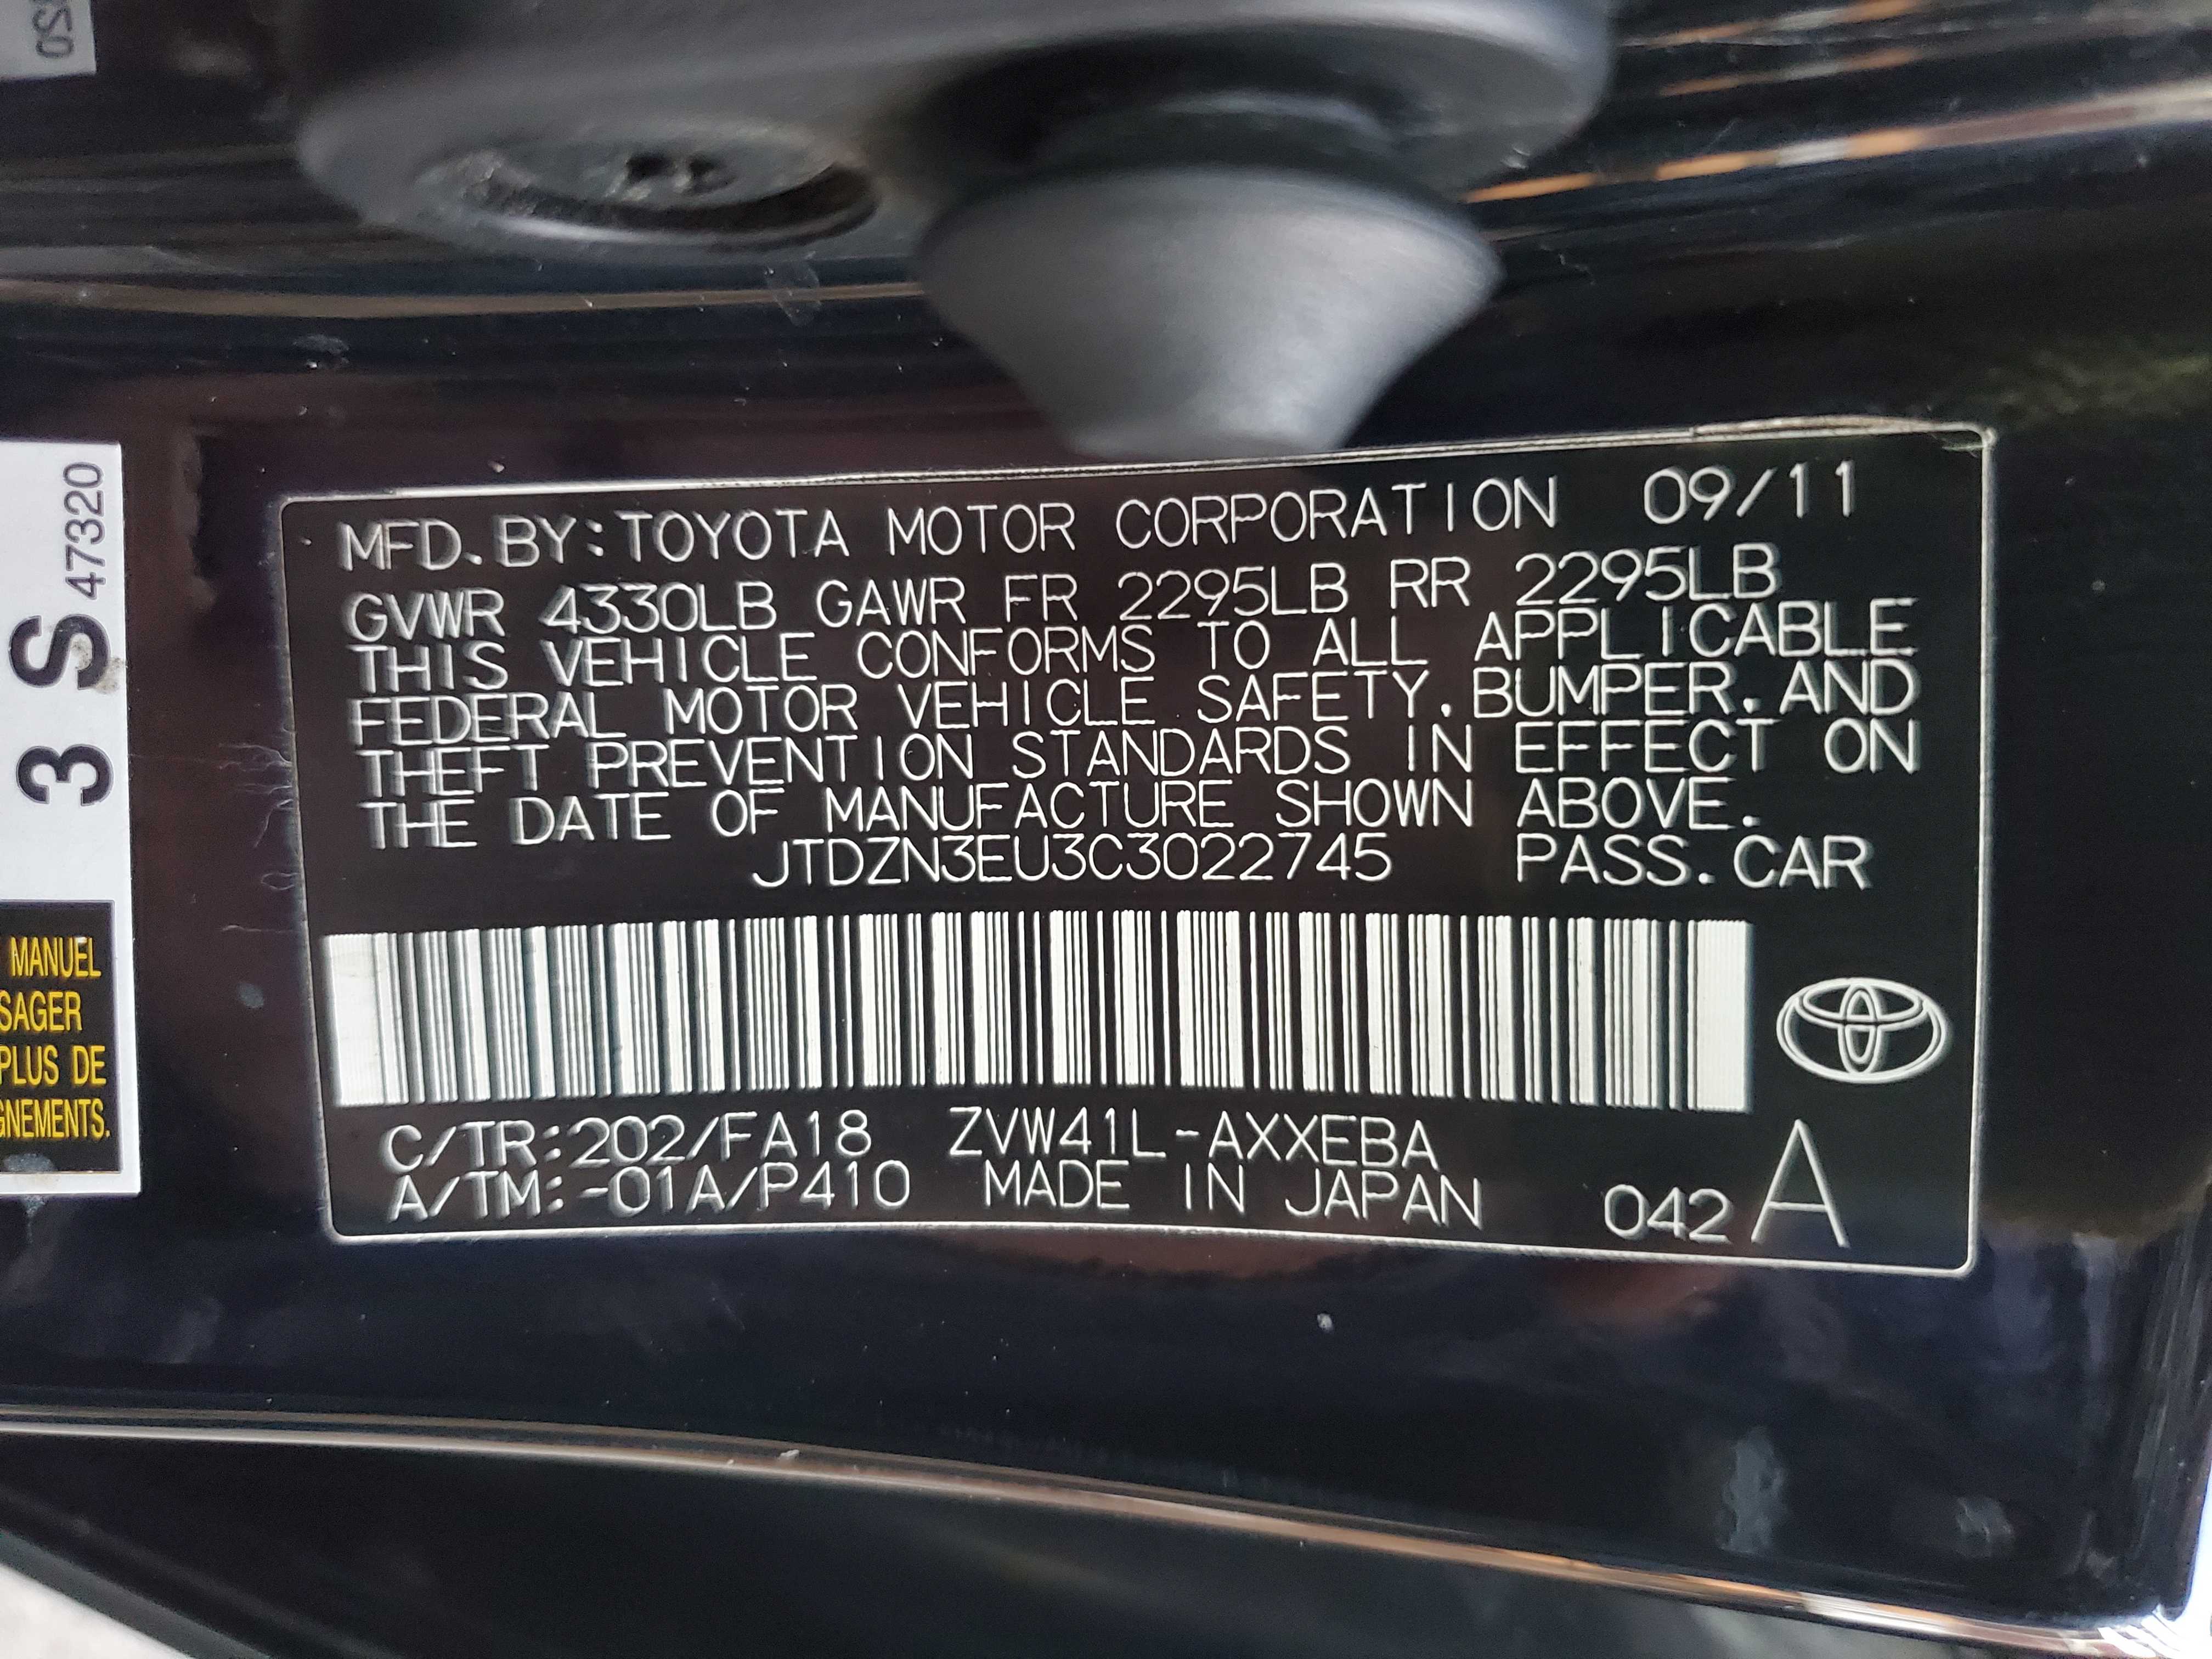 MFD.BY:TOYOTA MOTOR CORPORATION 09/11
GVWR 4330LB GAWR FR 2295LB RR 2295LB
THIS VEHICLE CONFORMS TO ALL APPLICABLE
FEDERAL MOTOR VEHICLE SAFETY.BUMPER.AND
THEFT PREVENTION STANDARDS IN EFFECT ON
THE DATE OF MANUFACTURE SHOWN ABOVE.
JTDZN3EU3C3022745 PASS.CAR
C/TR:202/FA18 ZVW41L-AXXEBA
A/TM:-01A/P410 MADE IN JAPAN 042 A
3 S 47320
MANUEL
SAGER
PLUS DE
GNEMENTS.